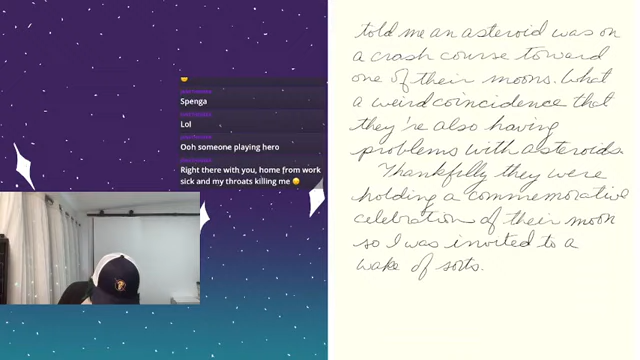 Spenga
Lol
Ooh someone playing hero
Right there with you, home from work
sick and my throats killing me
told me an asteroid was on
a crash course toward
one of their moons. What
a weird coincidence that
they're also having
problems with asteroids.
Thankfully they were
holding a commemorative
celebration of their moon
so I was invited to a
wake of sorts.